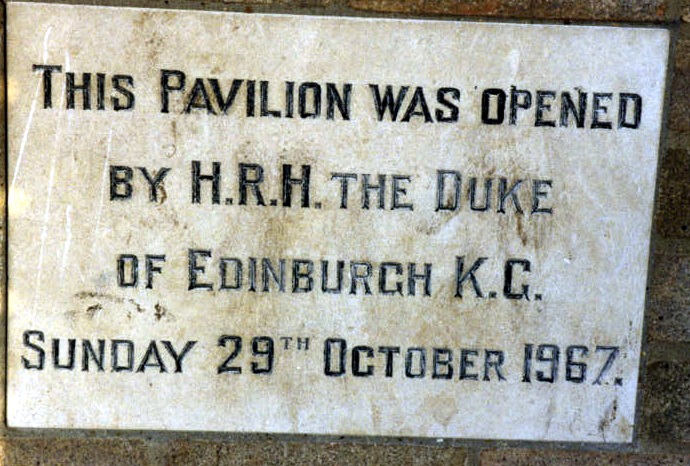 THIS PAVILION WAS OPENED
BY H.R.H. THE DUKE
OF EDINBURGH K.G.
SUNDAY 29TH OCTOBER 1967.